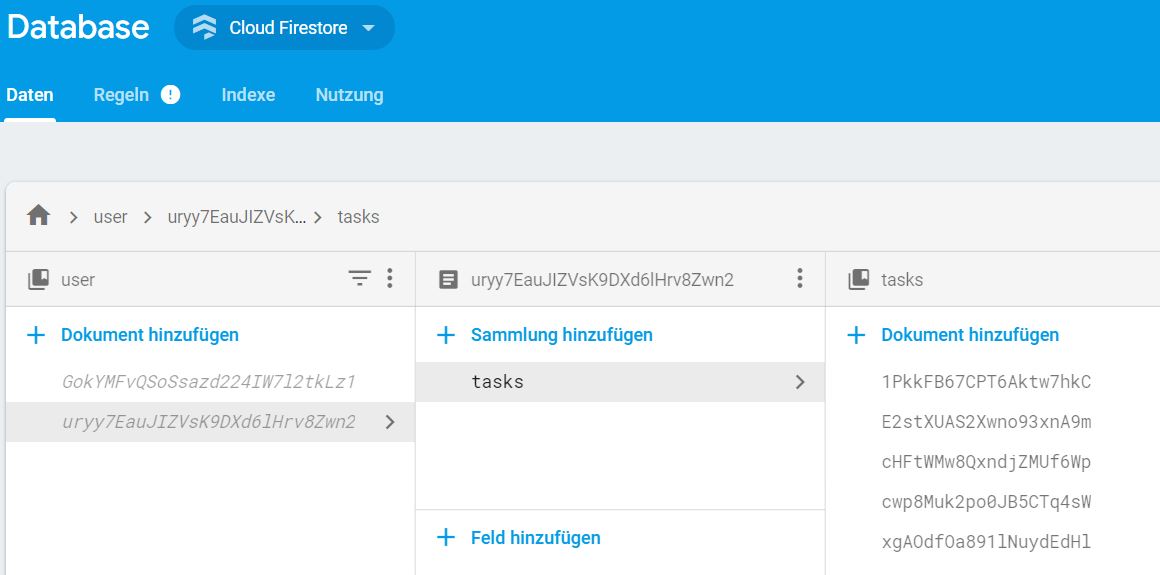 Database Cloud Firestore
Daten Regeln ! Indexe Nutzung
user uryy7EauJIZVsK... tasks
user uryy7EauJIZVsK9DXd6lHrv8Zwn2 tasks
Dokument hinzufügen Sammlung hinzufügen Dokument hinzufügen
GokYMFvQSoSsazd224IW7l2tkLz1 tasks 1PkkFB67CPT6Aktw7hkC
uryy7EauJIZVsK9DXd6lHrv8Zwn2 E2stXUAS2Xwno93xnA9m
cHFtWMw8QxndjZMUf6Wp
cwp8Muk2po0JB5CTq4sW
Feld hinzufügen xgAOdfOa891lNuydEdHl